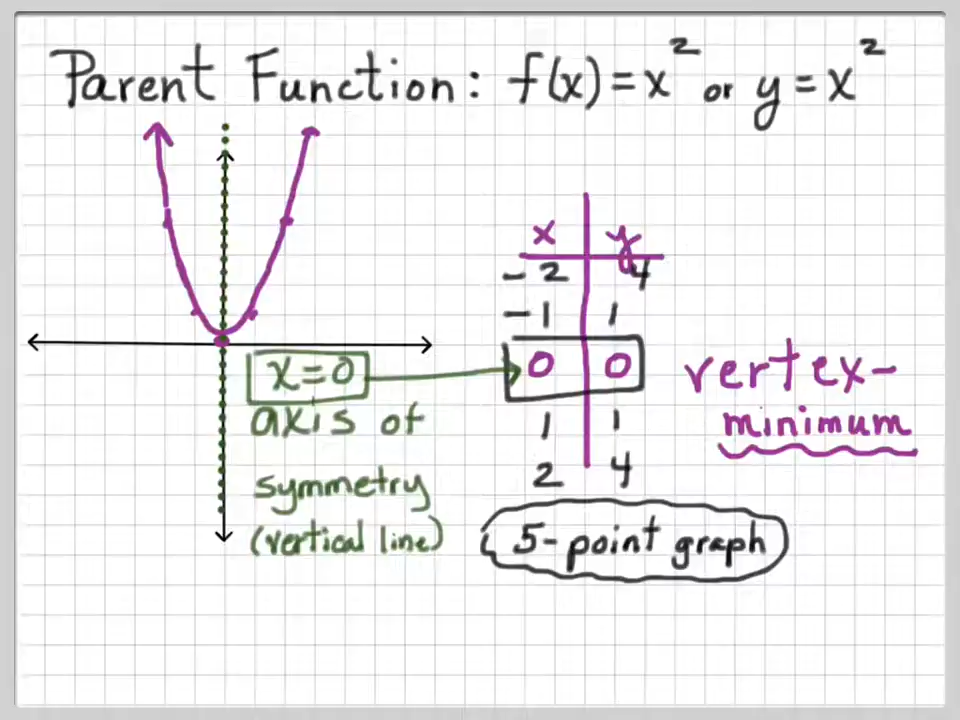 Parent Function: f(x) = x² or y = x²
x y
-2 4
-1 1
0 0
1 1
2 4
x=0
axis of
symmetry
(vertical line)
vertex-
minimum
5-point graph